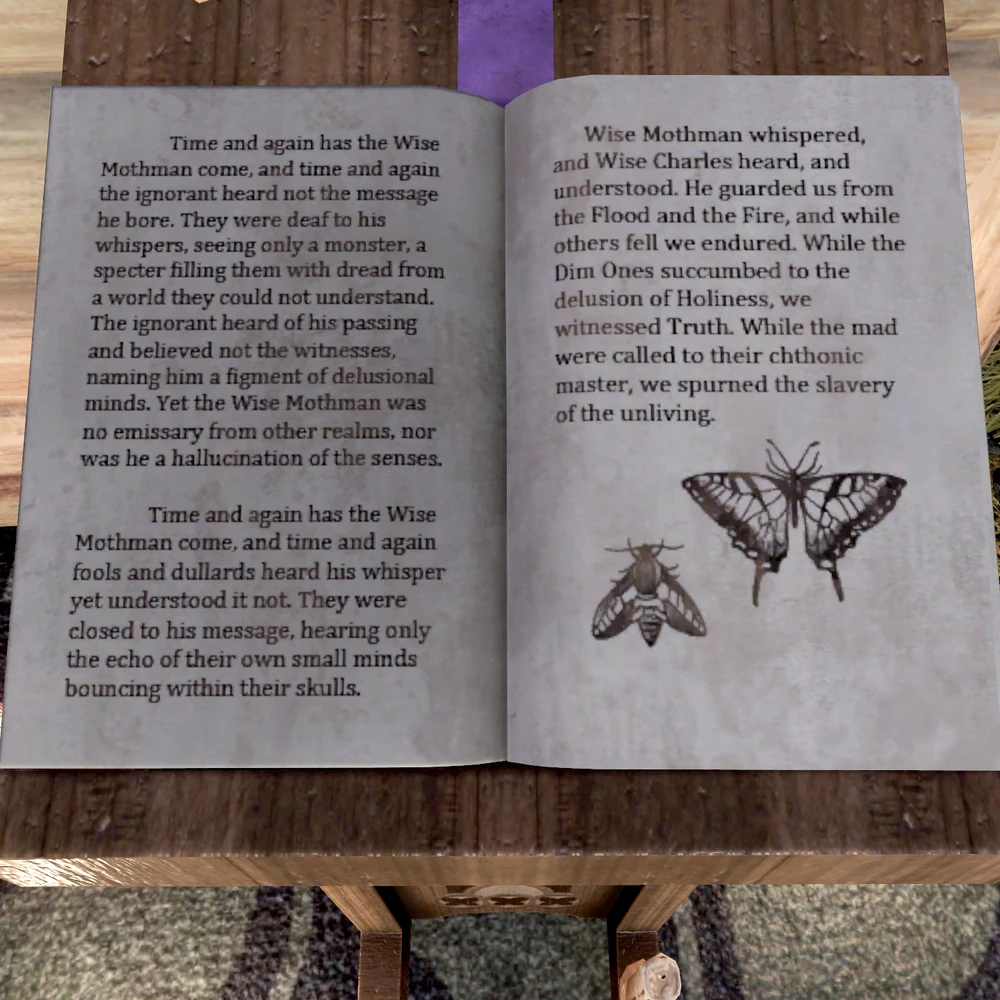 Time and again has the Wise
Mothman come, and time and again
the ignorant heard not the message
he bore. They were deaf to his
whispers, seeing only a monster, a
specter filling them with dread from
a world they could not understand.
The ignorant heard of his passing
and believed not the witnesses,
naming him a figment of delusional
minds. Yet the Wise Mothman was
no emissary from other realms, nor
was he a hallucination of the senses.
Time and again has the Wise
Mothman come, and time and again
fools and dullards heard his whisper
yet understood it not. They were
closed to his message, hearing only
the echo of their own small minds
bouncing within their skulls.
Wise Mothman whispered,
and Wise Charles heard, and
understood. He guarded us from
the Flood and the Fire, and while
others fell we endured. While the
Dim Ones succumbed to the
delusion of Holiness, we
witnessed Truth. While the mad
were called to their chthonic
master, we spurned the slavery
of the unliving.